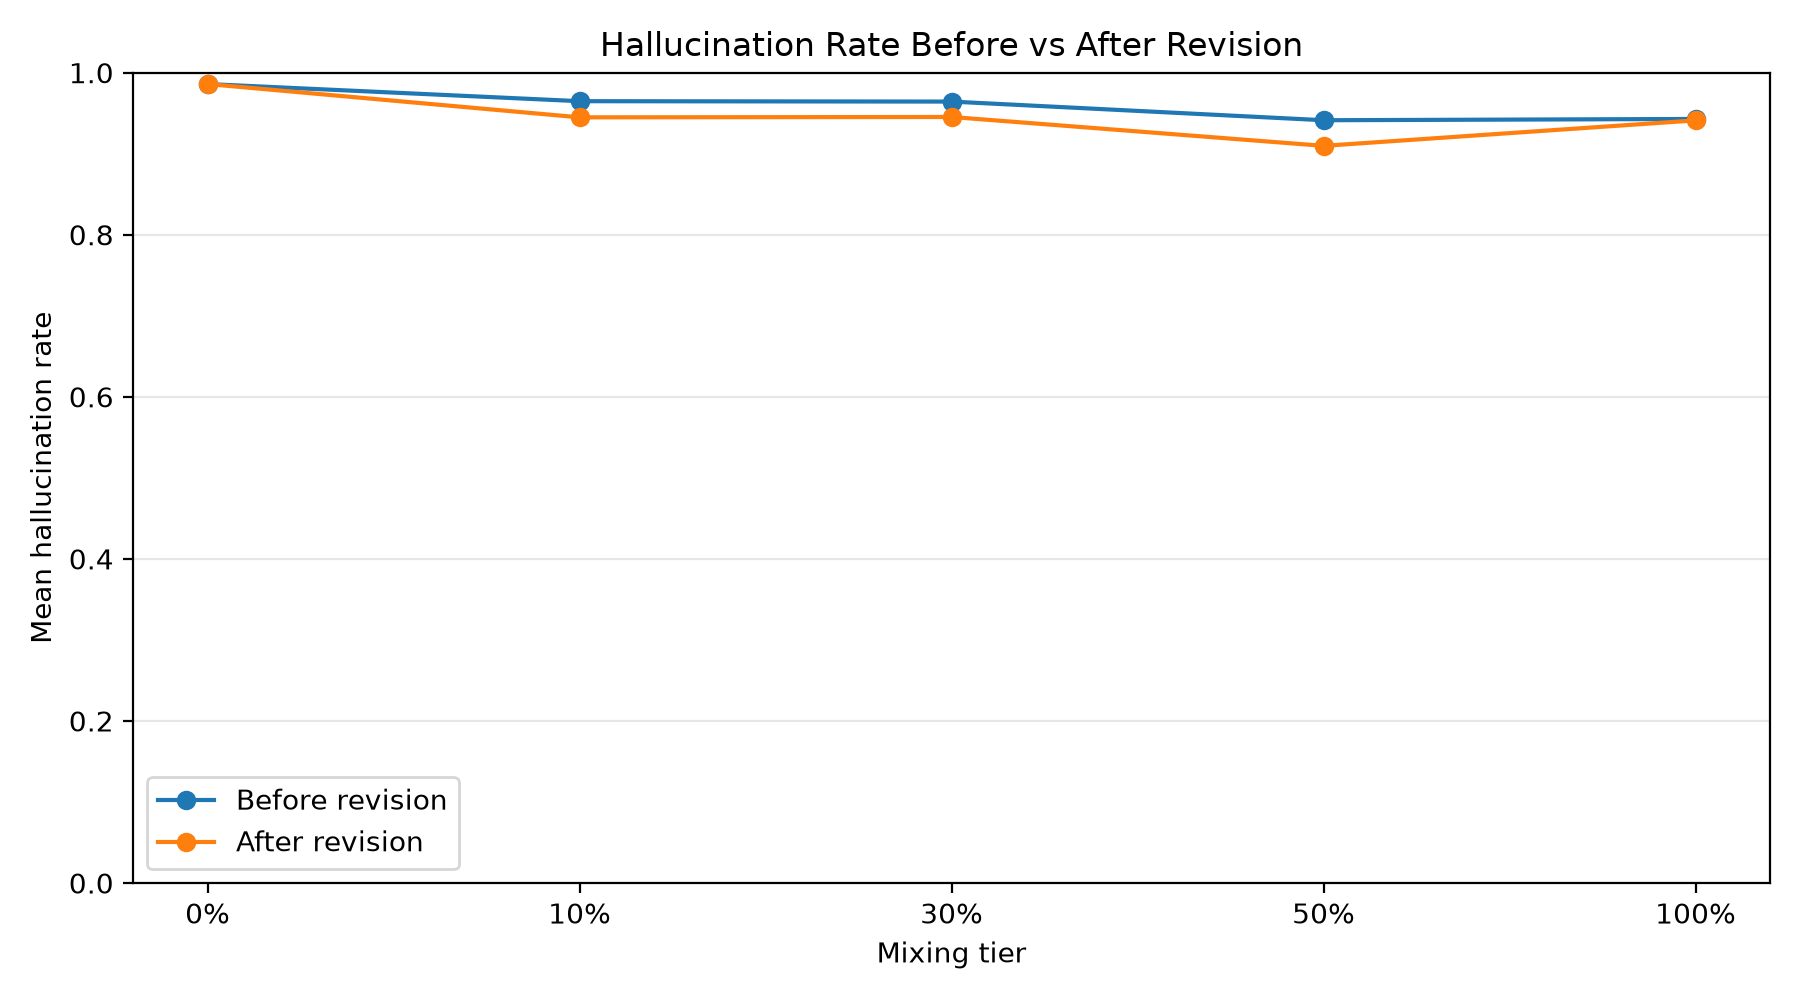 Hallucination Rate Before vs After Revision
1.0
0.8
0.6
0.4
0.2
0.0
Mean hallucination rate
Before revision
After revision
0% 10% 30% 50% 100%
Mixing tier